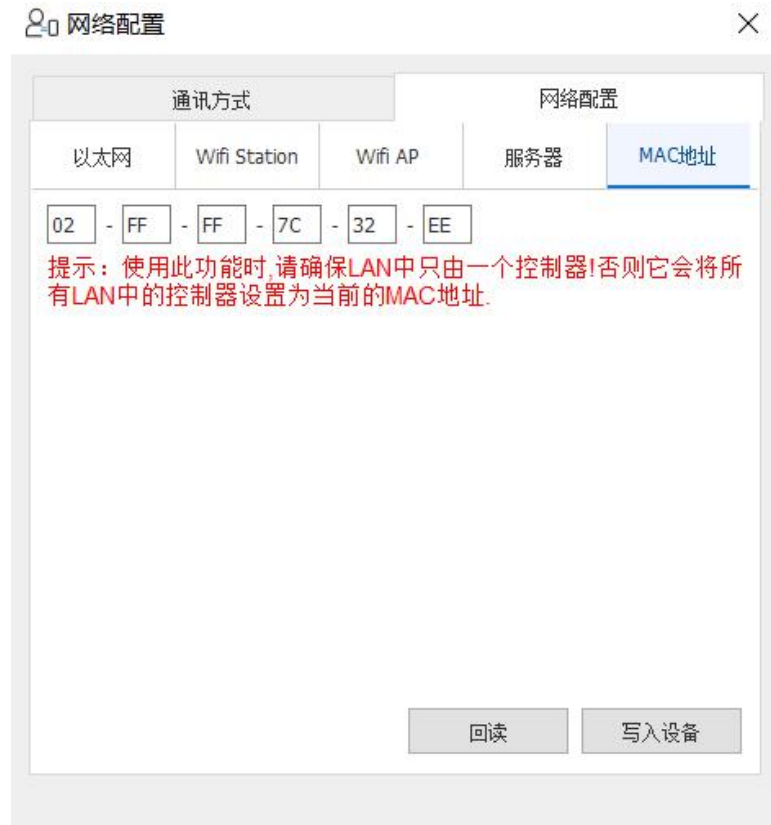 网络配置
通讯方式 网络配置
以太网 Wifi Station Wifi AP 服务器 MAC地址
02 - FF - FF - 7C - 32 - EE
提示：使用此功能时,请确保LAN中只由一个控制器!否则它会将所
有LAN中的控制器设置为当前的MAC地址.
回读 写入设备